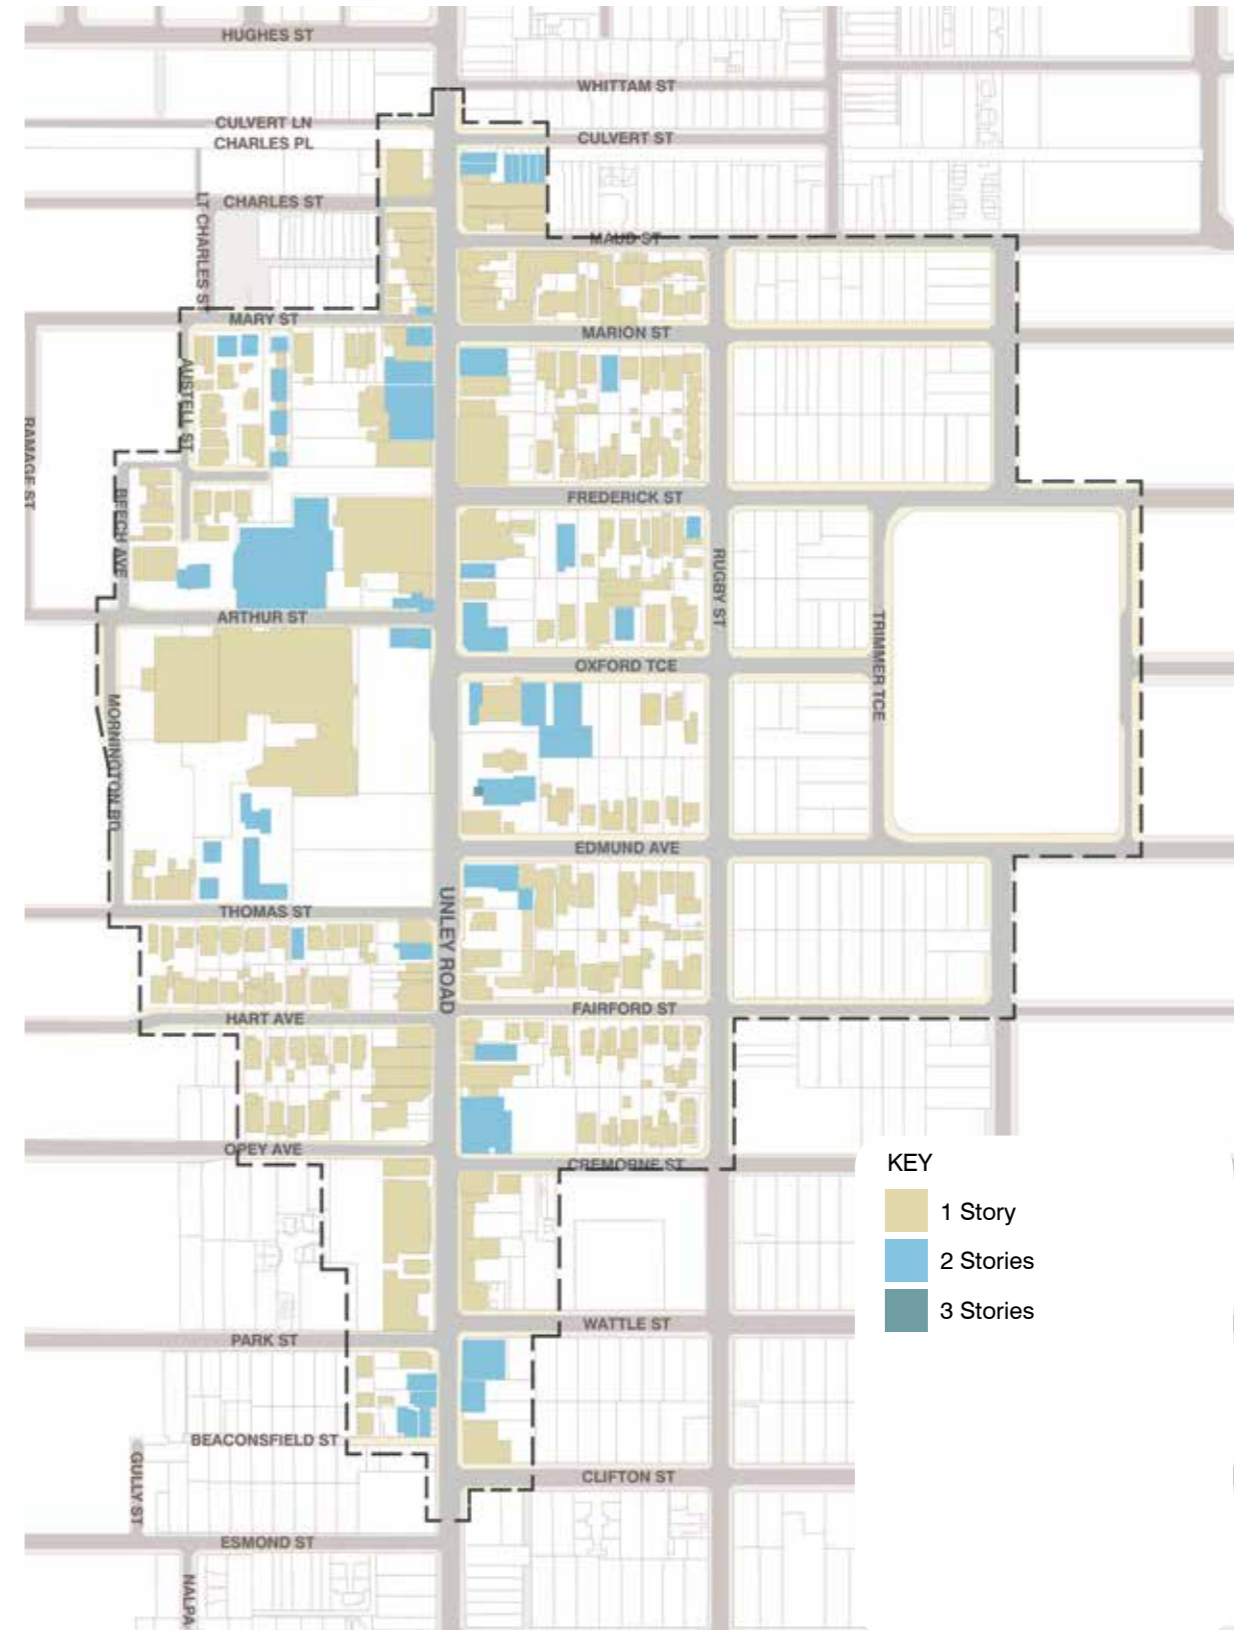 HUGHES ST
WHITTAM ST
CULVERT LN
CULVERT ST
CHARLES PL
LT CHARLES ST
CHARLES ST
MAUD ST
MARY ST
MARION ST
AUSTELL ST
RAMAGE ST
BEECH AVE
FREDERICK ST
RUGBY ST
ARTHUR ST
TRIMMER TCE
OXFORD TCE
MORNINGTON RD
EDMUND AVE
UNLEY ROAD
THOMAS ST
FAIRFORD ST
HART AVE
OPEY AVE
CREMORNE ST
KEY
1 Story
2 Stories
3 Stories
WATTLE ST
PARK ST
BEACONSFIELD ST
GULLY ST
CLIFTON ST
ESMOND ST
NALPA